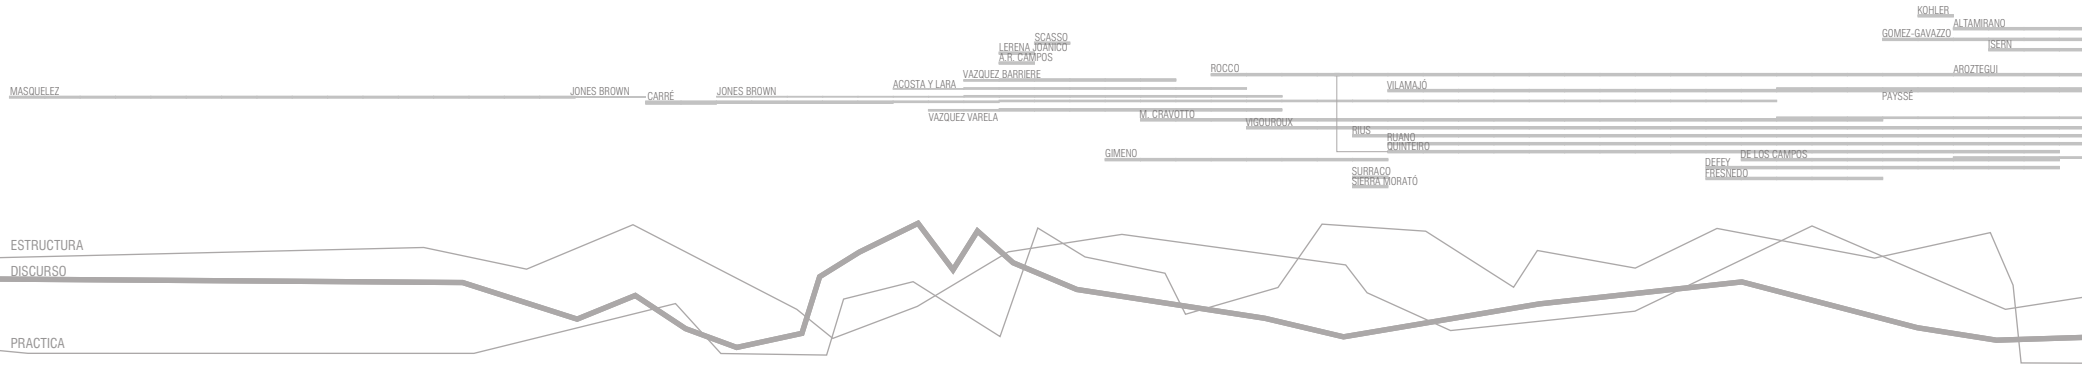 KOHLER
ALTAMIRANO
GOMEZ-GAVAZZO
SCASSO
ISERN
LERENA JOANICO
A.R. CAMPOS
ROCCO
AROZTEGUI
VAZQUEZ BARRIERE
ACOSTA Y LARA
VILAMAJÓ
MASQUELEZ
JONES BROWN
JONES BROWN
CARRÉ
PAYSSÉ
M. CRAVOTTO
VAZQUEZ VARELA
VIGOUROUX
RIUS
RUANO
QUINTEIRO
GIMENO
DE LOS CAMPOS
DEFEY
SURRACO
FRESNEDO
SIERRA MORATÓ
ESTRUCTURA
DISCURSO
PRACTICA